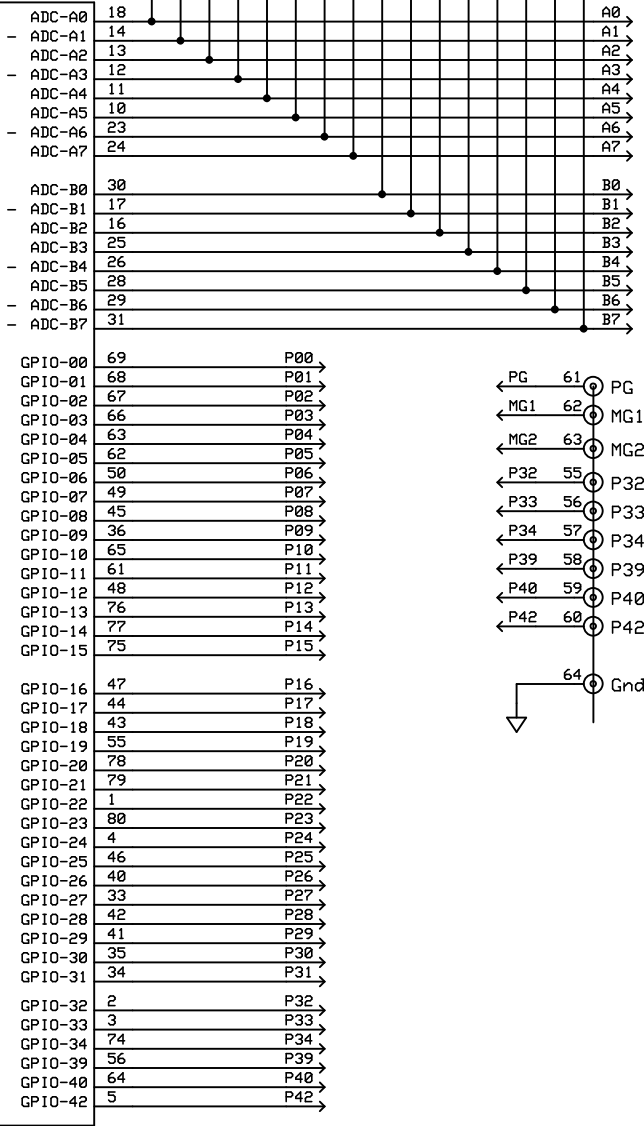 ADC-A0 18 A0
– ADC-A1 14 A1
ADC-A2 13 A2
– ADC-A3 12 A3
ADC-A4 11 A4
ADC-A5 10 A5
– ADC-A6 23 A6
ADC-A7 24 A7
ADC-B0 30 B0
– ADC-B1 17 B1
ADC-B2 16 B2
ADC-B3 25 B3
– ADC-B4 26 B4
ADC-B5 28 B5
– ADC-B6 29 B6
– ADC-B7 31 B7
GPIO-00 69 P00
GPIO-01 68 P01
GPIO-02 67 P02
GPIO-03 66 P03
GPIO-04 63 P04
GPIO-05 62 P05
GPIO-06 50 P06
GPIO-07 49 P07
GPIO-08 45 P08
GPIO-09 36 P09
GPIO-10 65 P10
GPIO-11 61 P11
GPIO-12 48 P12
GPIO-13 76 P13
GPIO-14 77 P14
GPIO-15 75 P15
GPIO-16 47 P16
GPIO-17 44 P17
GPIO-18 43 P18
GPIO-19 55 P19
GPIO-20 78 P20
GPIO-21 79 P21
GPIO-22 1 P22
GPIO-23 80 P23
GPIO-24 4 P24
GPIO-25 46 P25
GPIO-26 40 P26
GPIO-27 33 P27
GPIO-28 42 P28
GPIO-29 41 P29
GPIO-30 35 P30
GPIO-31 34 P31
GPIO-32 2 P32
GPIO-33 3 P33
GPIO-34 74 P34
GPIO-39 56 P39
GPIO-40 64 P40
GPIO-42 5 P42
PG 61 PG
MG1 62 MG1
MG2 63 MG2
P32 55 P32
P33 56 P33
P34 57 P34
P39 58 P39
P40 59 P40
P42 60 P42
64 Gnd